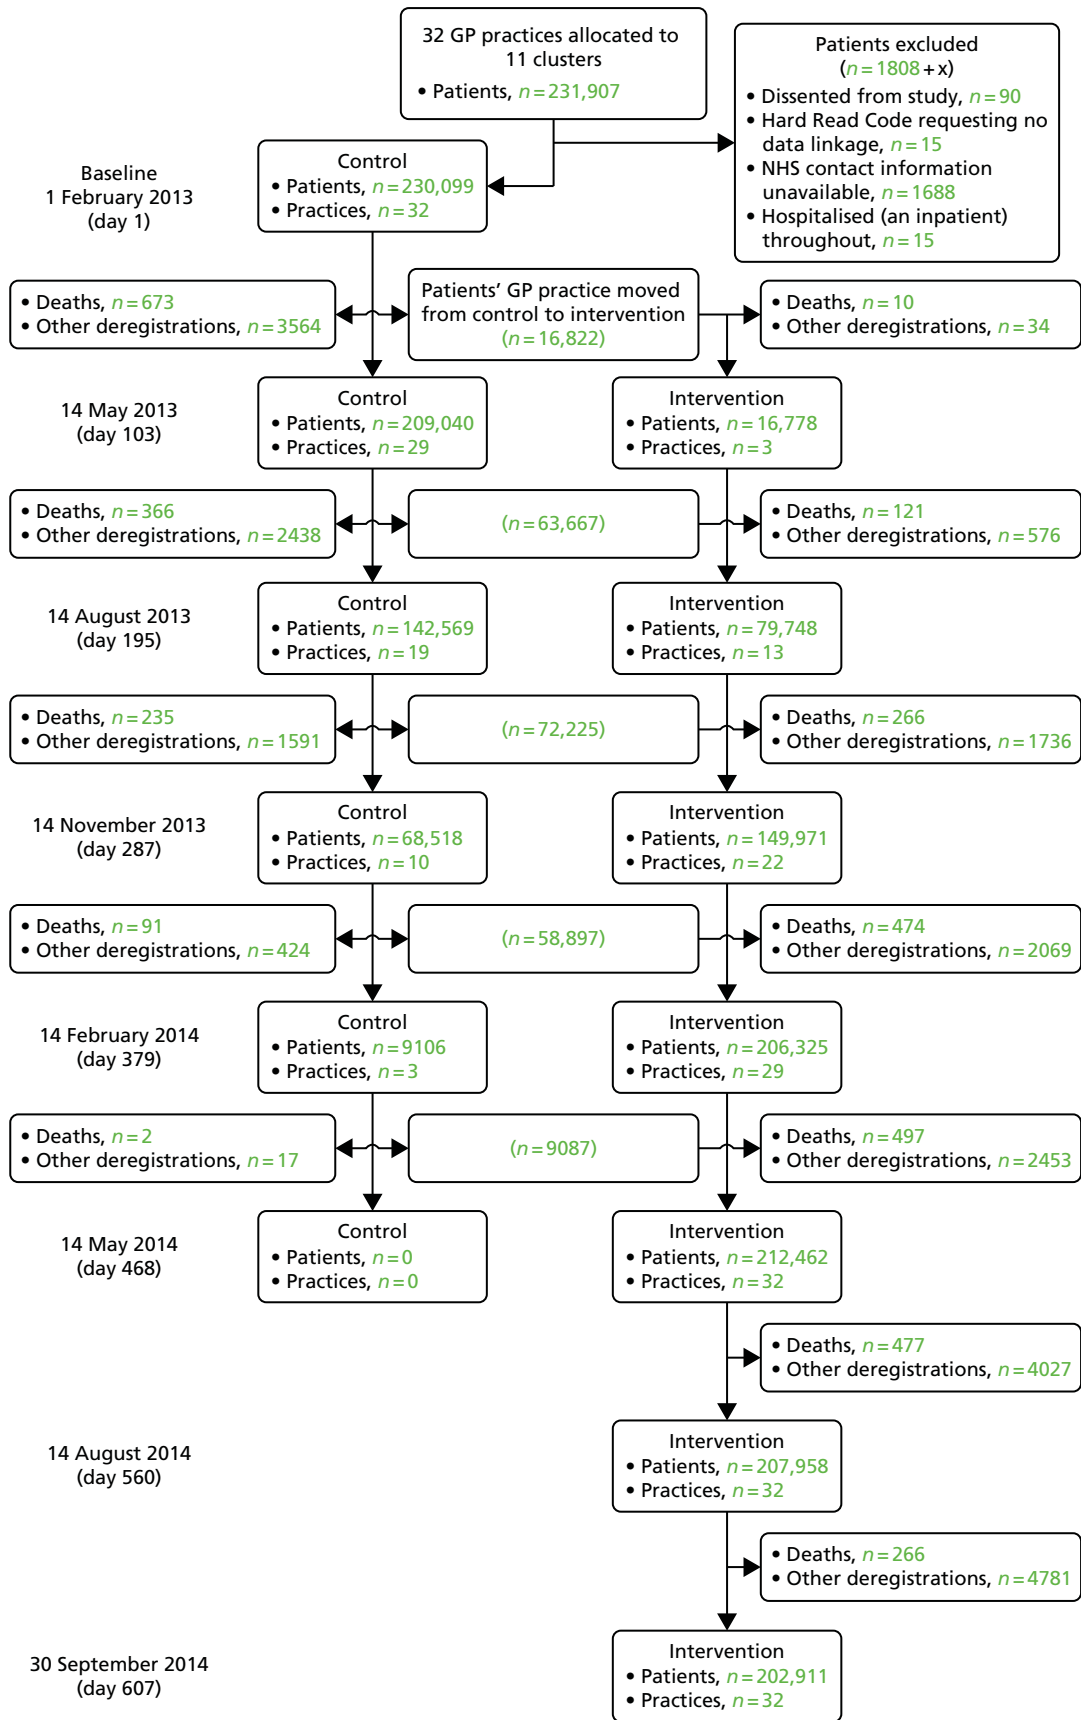 32 GP practices allocated to
11 clusters
• Patients, n=231,907
Patients excluded
(n=1808+x)
• Dissented from study, n=90
• Hard Read Code requesting no
data linkage, n=15
• NHS contact information
unavailable, n=1688
• Hospitalised (an inpatient)
throughout, n=15
Baseline
1 February 2013
(day 1)
Control
• Patients, n=230,099
• Practices, n=32
• Deaths, n=673
• Other deregistrations, n=3564
Patients’ GP practice moved
from control to intervention
(n=16,822)
• Deaths, n=10
• Other deregistrations, n=34
14 May 2013
(day 103)
Control
• Patients, n=209,040
• Practices, n=29
Intervention
• Patients, n=16,778
• Practices, n=3
• Deaths, n=366
• Other deregistrations, n=2438
(n=63,667)
• Deaths, n=121
• Other deregistrations, n=576
14 August 2013
(day 195)
Control
• Patients, n=142,569
• Practices, n=19
Intervention
• Patients, n=79,748
• Practices, n=13
• Deaths, n=235
• Other deregistrations, n=1591
(n=72,225)
• Deaths, n=266
• Other deregistrations, n=1736
14 November 2013
(day 287)
Control
• Patients, n=68,518
• Practices, n=10
Intervention
• Patients, n=149,971
• Practices, n=22
• Deaths, n=91
• Other deregistrations, n=424
(n=58,897)
• Deaths, n=474
• Other deregistrations, n=2069
14 February 2014
(day 379)
Control
• Patients, n=9106
• Practices, n=3
Intervention
• Patients, n=206,325
• Practices, n=29
• Deaths, n=2
• Other deregistrations, n=17
(n=9087)
• Deaths, n=497
• Other deregistrations, n=2453
14 May 2014
(day 468)
Control
• Patients, n=0
• Practices, n=0
Intervention
• Patients, n=212,462
• Practices, n=32
• Deaths, n=477
• Other deregistrations, n=4027
14 August 2014
(day 560)
Intervention
• Patients, n=207,958
• Practices, n=32
• Deaths, n=266
• Other deregistrations, n=4781
30 September 2014
(day 607)
Intervention
• Patients, n=202,911
• Practices, n=32